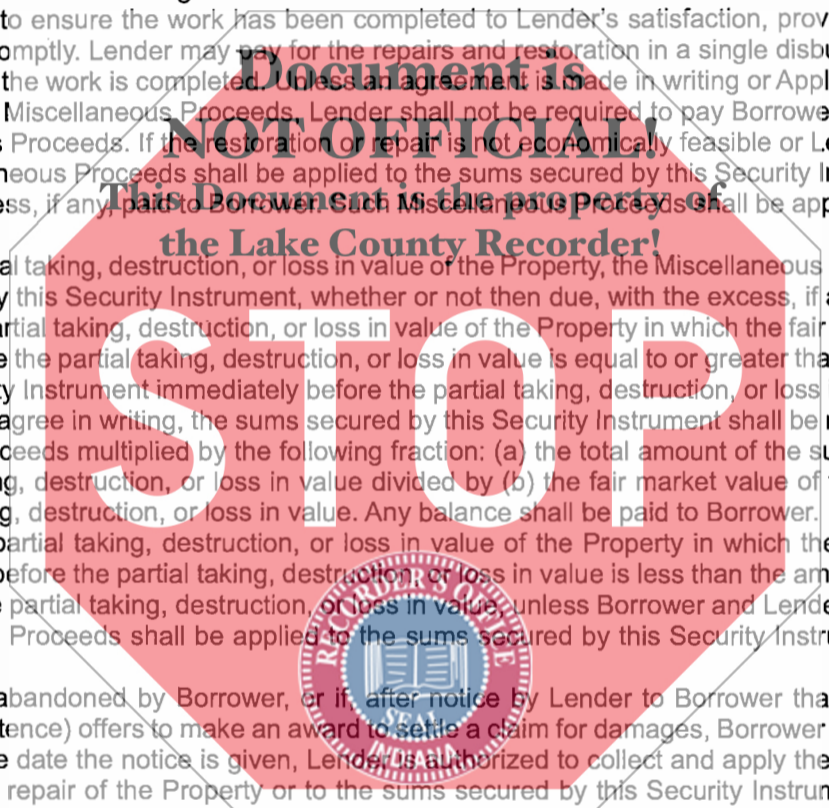 to ensure the work has been completed to Lender's satisfaction, prov
omptly. Lender may pay for the repairs and restoration in a single disbu
Document is
the work is completed. Unless an agreement is made in writing or Appl
Miscellaneous Proceeds, Lender shall not be required to pay Borrowe
NOT OFFICIAL!
s Proceeds. If the restoration or repair is not economically feasible or Le
neous Proceeds shall be applied to the sums secured by this Security I
This Document is the property of
ess, if any, paid to Borrower. Such Miscellaneous Proceeds shall be app
the Lake County Recorder!
al taking, destruction, or loss in value of the Property, the Miscellaneous
y this Security Instrument, whether or not then due, with the excess, if a
artial taking, destruction, or loss in value of the Property in which the fair
e the partial taking, destruction, or loss in value is equal to or greater tha
ty Instrument immediately before the partial taking, destruction, or loss
agree in writing, the sums secured by this Security Instrument shall be
STOP
ceeds multiplied by the following fraction: (a) the total amount of the su
ng, destruction, or loss in value divided by (b) the fair market value of
g, destruction, or loss in value. Any balance shall be paid to Borrower.
partial taking, destruction, or loss in value of the Property in which the
before the partial taking, destruction, or loss in value is less than the am
e partial taking, destruction, or loss in value, unless Borrower and Lende
Proceeds shall be applied to the sums secured by this Security Instru
RECORDER'S OFFICE
SEAL
INDIANA
abandoned by Borrower, or if, after notice by Lender to Borrower tha
tence) offers to make an award to settle a claim for damages, Borrower
e date the notice is given, Lender is authorized to collect and apply the
repair of the Property or to the sums secured by this Security Instrum